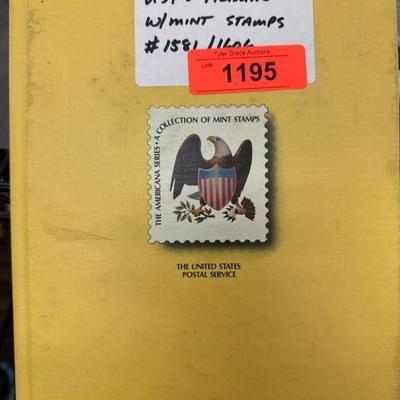 W/MINT STAMPS
#1581/1606
Tyler Grace Auctions
Lot:
1195
THE AMERICANA SERIES • A COLLECTION OF MINT STAMPS
THE UNITED STATES
POSTAL SERVICE